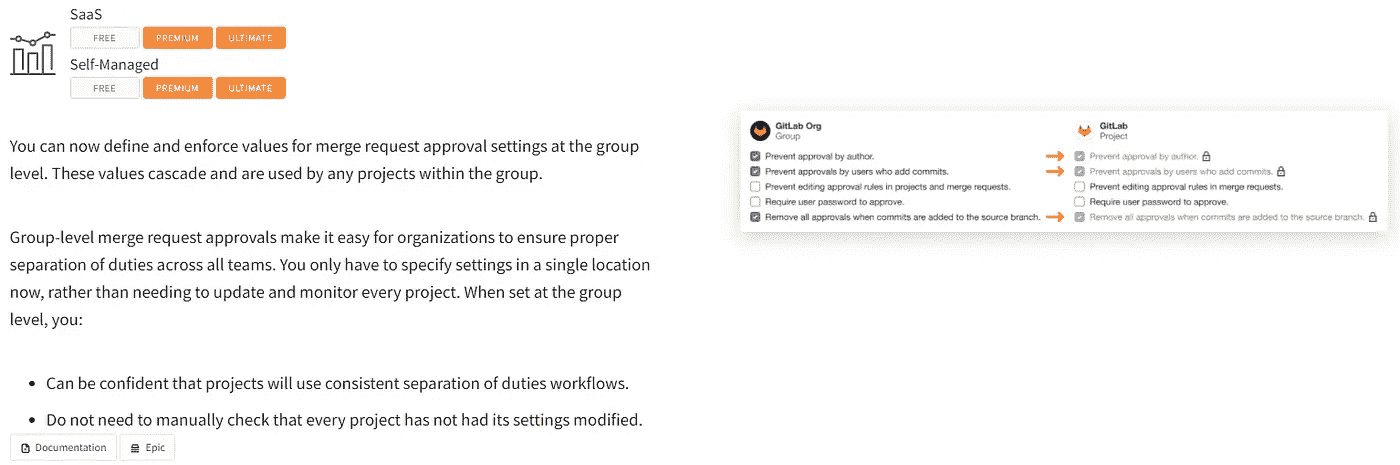 SaaS
FREE PREMIUM ULTIMATE
Self-Managed
FREE PREMIUM ULTIMATE
You can now define and enforce values for merge request approval settings at the group
level. These values cascade and are used by any projects within the group.
Group-level merge request approvals make it easy for organizations to ensure proper
separation of duties across all teams. You only have to specify settings in a single location
now, rather than needing to update and monitor every project. When set at the group
level, you:
• Can be confident that projects will use consistent separation of duties workflows.
• Do not need to manually check that every project has not had its settings modified.
Documentation Epic
GitLab Org
Group
Prevent approval by author.
Prevent approvals by users who add commits.
Prevent editing approval rules in projects and merge requests.
Require user password to approve.
Remove all approvals when commits are added to the source branch.
GitLab
Project
Prevent approval by author.
Prevent approvals by users who add commits.
Prevent editing approval rules in merge requests.
Require user password to approve.
Remove all approvals when commits are added to the source branch.